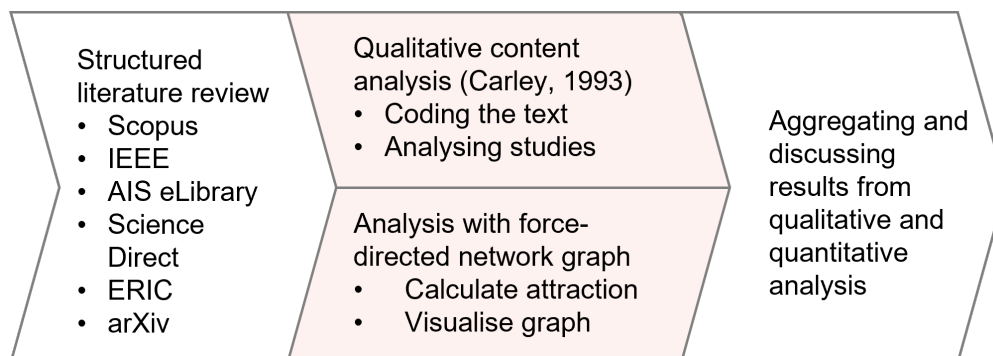 Structured
literature review
• Scopus
• IEEE
• AIS eLibrary
• Science
Direct
• ERIC
• arXiv
Qualitative content
analysis (Carley, 1993)
• Coding the text
• Analysing studies
Analysis with force-
directed network graph
• Calculate attraction
• Visualise graph
Aggregating and
discussing
results from
qualitative and
quantitative
analysis